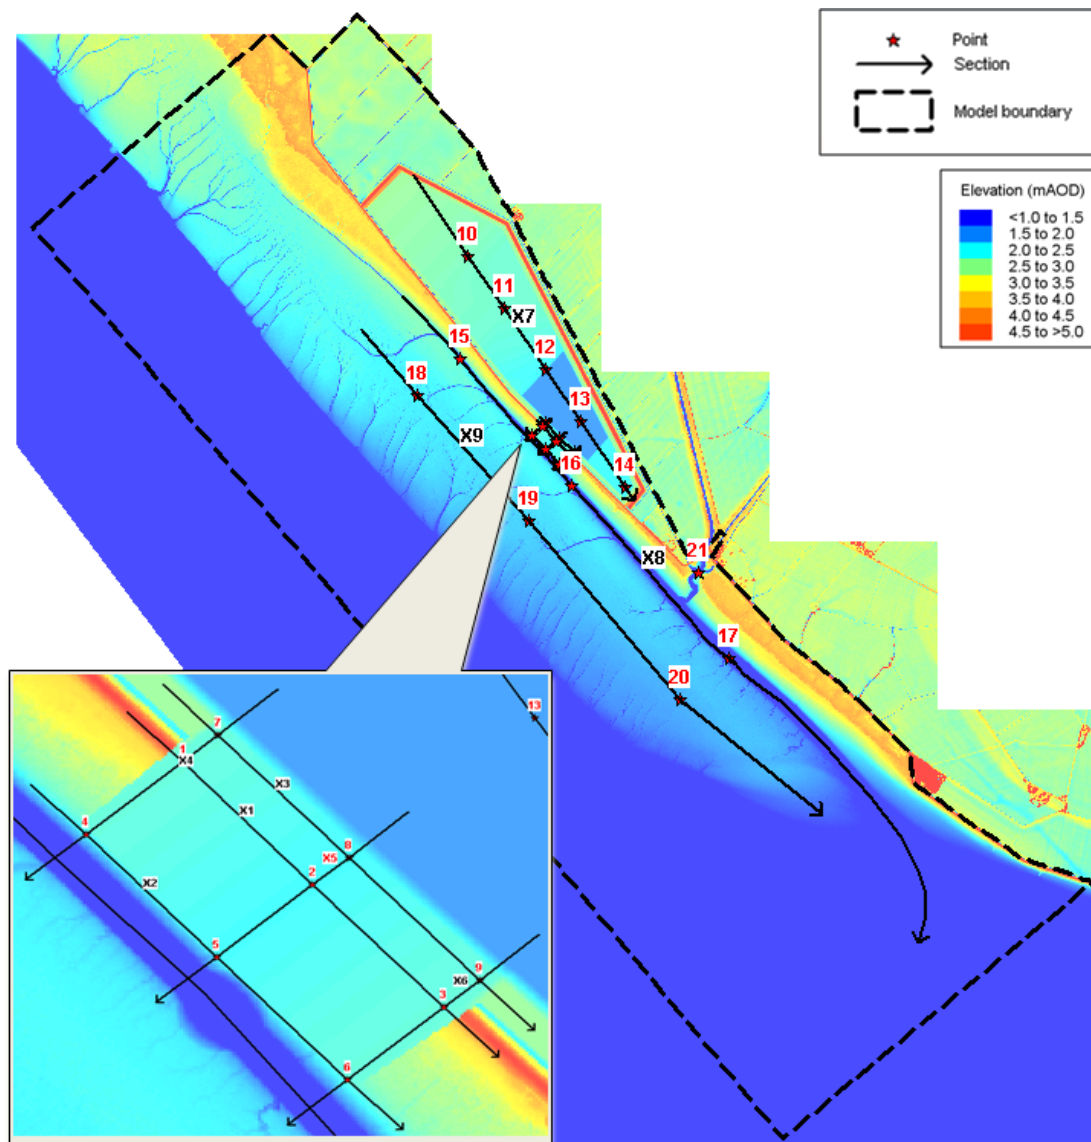 Point
Section
Model boundary
Elevation (mAOD)
<1.0 to 1.5
1.5 to 2.0
2.0 to 2.5
2.5 to 3.0
3.0 to 3.5
3.5 to 4.0
4.0 to 4.5
4.5 to >5.0
10
11
X7
15
12
18
13
X9
16
14
19
X8
21
17
20
13
7
1
X4
X3
X1
4
8
X5
2
X2
5
9
X6
3
6